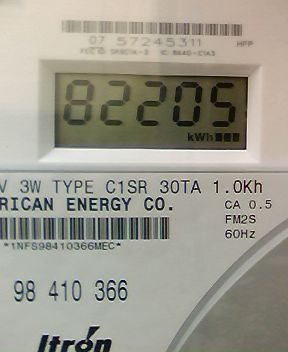 07 57245311 HPP
82205
kWh
V 3W TYPE C1SR 30TA 1.0Kh
RICAN ENERGY CO.
CA 0.5
FM2S
60Hz
*1NFS98410366MEC*
98 410 366
Itron